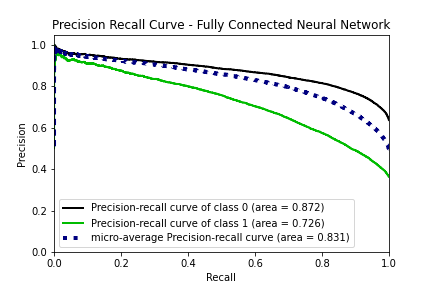 Precision Recall Curve - Fully Connected Neural Network
1.0
0.8
0.6
0.4
0.2
0.0
Precision
Precision-recall curve of class 0 (area = 0.872)
Precision-recall curve of class 1 (area = 0.726)
micro-average Precision-recall curve (area = 0.831)
0.0 0.2 0.4 0.6 0.8 1.0
Recall